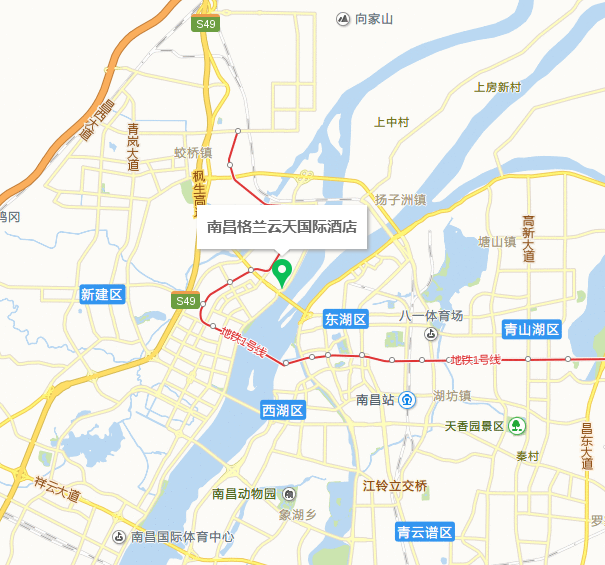 S49
向家山
上房新村
昌西大道
青岚大道
上中村
蛟桥镇
枫生高速
扬子洲镇
高新大道
南昌格兰云天国际酒店
塘山镇
新建区
S49
东湖区
八一体育场
青山湖区
地铁1号线
地铁1号线
南昌站
湖坊镇
西湖区
天香园景区
昌东大道
秦村
祥云大道
南昌动物园
江铃立交桥
象湖乡
南昌国际体育中心
青云谱区
罗